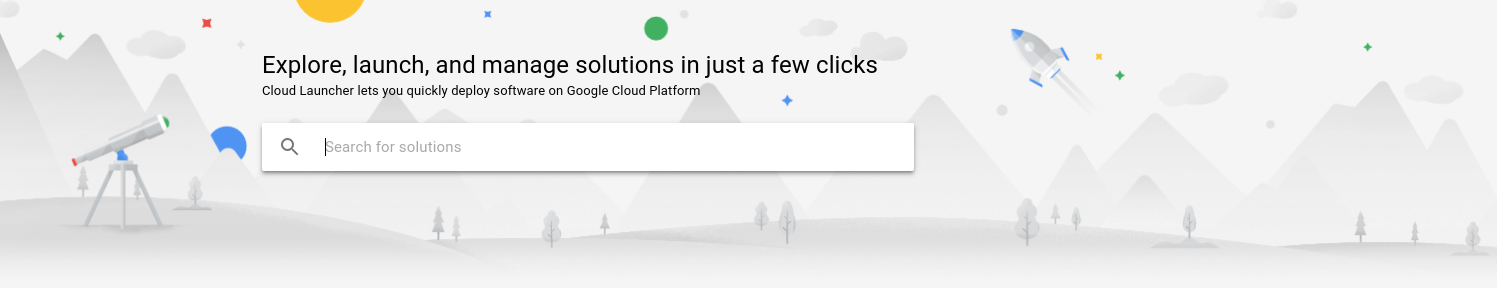 Explore, launch, and manage solutions in just a few clicks
Cloud Launcher lets you quickly deploy software on Google Cloud Platform
Search for solutions